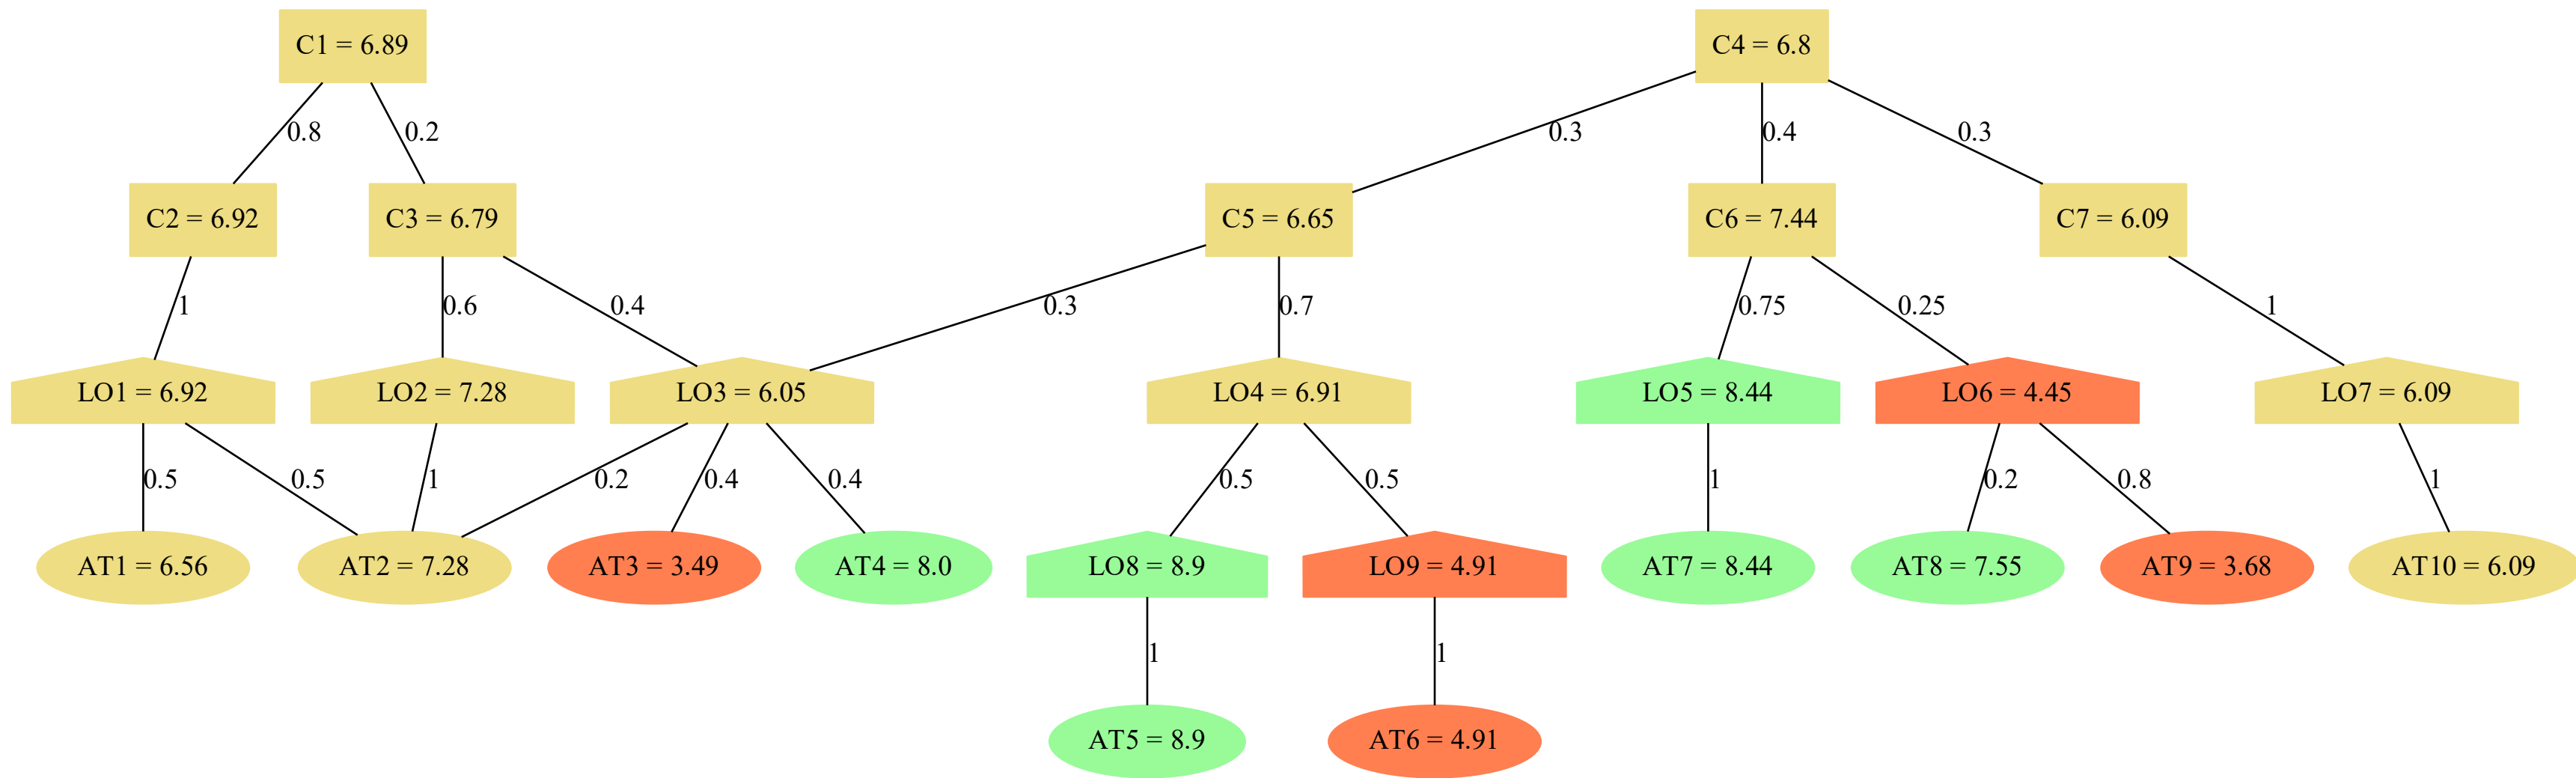 C1 = 6.89
C4 = 6.8
0.8
0.2
0.3
0.4
0.3
C2 = 6.92
C3 = 6.79
C5 = 6.65
C6 = 7.44
C7 = 6.09
1
0.6
0.4
0.3
0.7
0.75
0.25
1
LO1 = 6.92
LO2 = 7.28
LO3 = 6.05
LO4 = 6.91
LO5 = 8.44
LO6 = 4.45
LO7 = 6.09
0.5
0.5
1
0.2
0.4
0.4
0.5
0.5
1
0.2
0.8
1
AT1 = 6.56
AT2 = 7.28
AT3 = 3.49
AT4 = 8.0
LO8 = 8.9
LO9 = 4.91
AT7 = 8.44
AT8 = 7.55
AT9 = 3.68
AT10 = 6.09
1
1
AT5 = 8.9
AT6 = 4.91